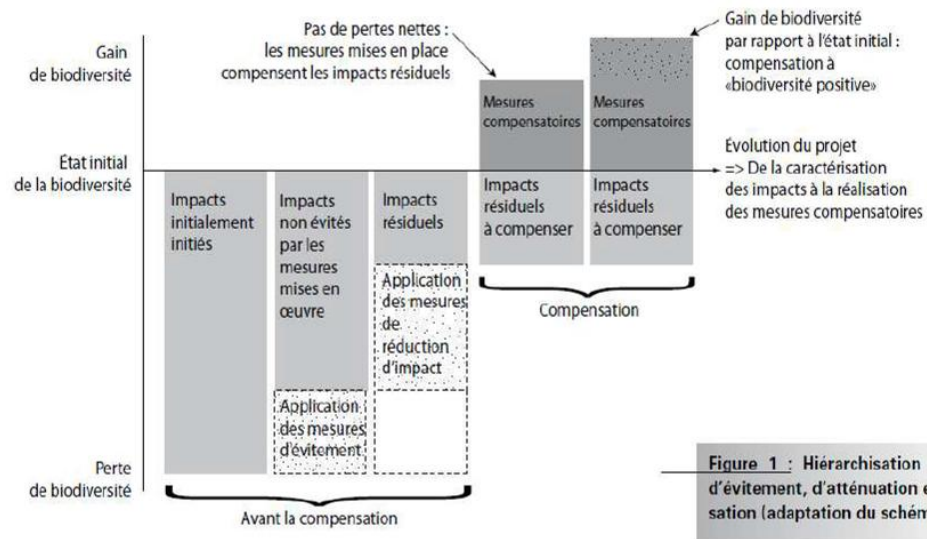 Pas de pertes nettes :
les mesures mises en place
compensent les impacts résiduels
Gain de biodiversité
par rapport à l'état initial :
compensation à
«biodiversité positive»
Gain
de biodiversité
Mesures
compensatoires
Mesures
compensatoires
État initial
de la biodiversité
Évolution du projet
=> De la caractérisation
des impacts à la réalisation
des mesures compensatoires
Impacts
initialement
initiés
Impacts
non évités
par les
mesures
mises en
œuvre
Impacts
résiduels
Impacts
résiduels
à compenser
Impacts
résiduels
à compenser
Application
des mesures
de
réduction
d'impact
Compensation
Application
des mesures
d'évitement
Perte
de biodiversité
Avant la compensation
Figure 1 : Hiérarchisation
d'évitement, d'atténuation e
sation (adaptation du schém